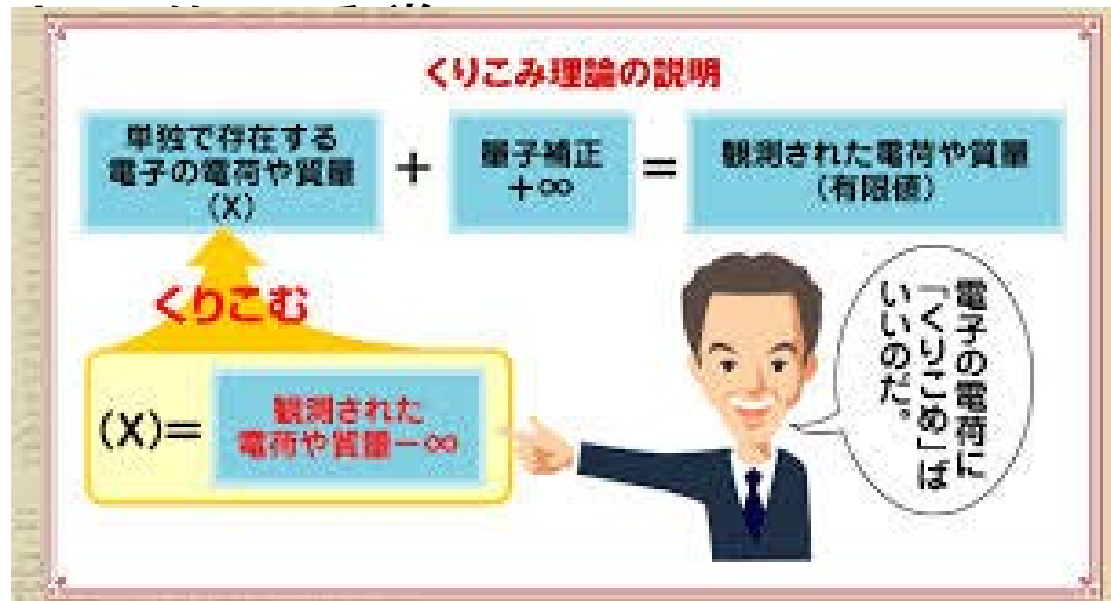 くりこみ理論の説明
単独で存在する
電子の電荷や質量
(X)
+
量子補正
+∞
=
観測された電荷や質量
(有限値)
くりこむ
(X)=
観測された
電荷や質量−∞
電子の電荷に
「くりこめ」ば
いいのだ。